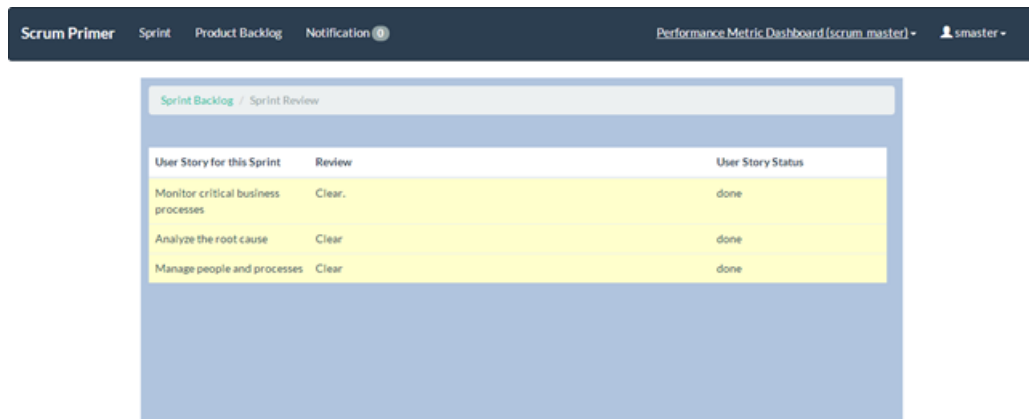 Scrum Primer Sprint Product Backlog Notification 0 Performance Metric Dashboard (scrum master) smaster
Sprint Backlog / Sprint Review
User Story for this Sprint Review User Story Status
Monitor critical business Clear. done
processes
Analyze the root cause Clear done
Manage people and processes Clear done